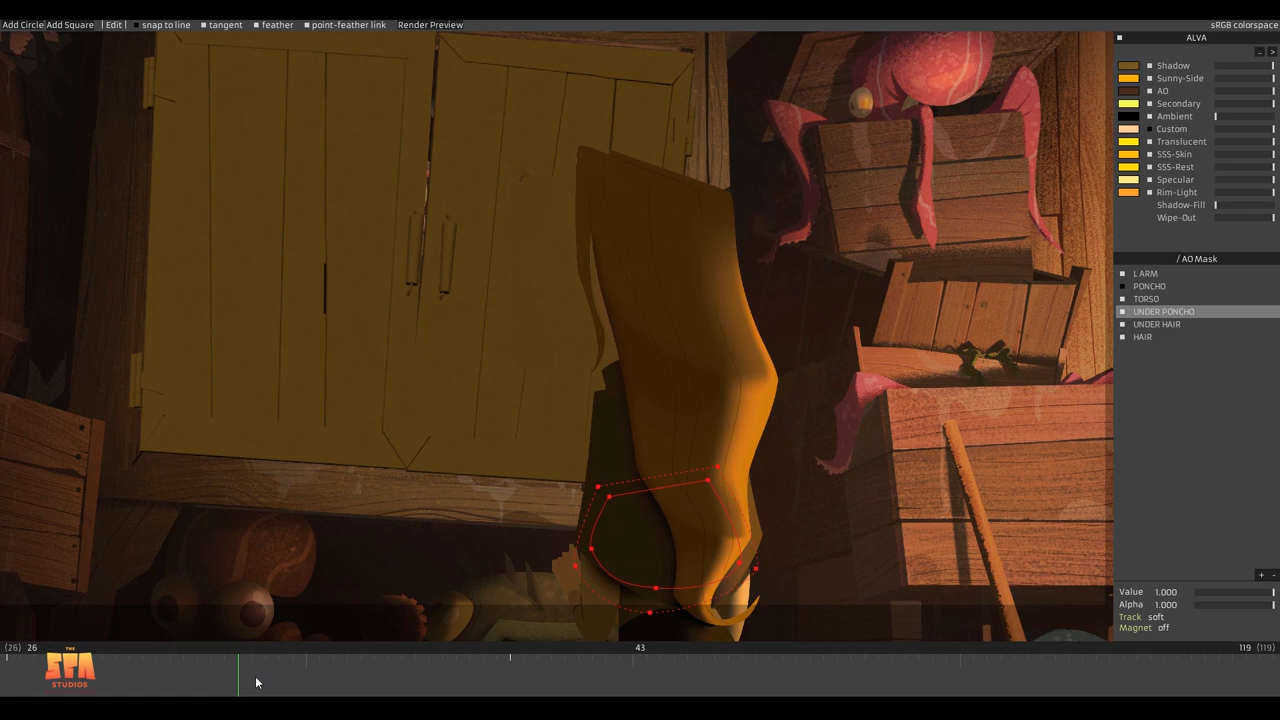 Add Circle Add Square | Edit | snap to line tangent feather point-feather link Render Preview sRGB colorspace
ALVA
.. >
Shadow
Sunny-Side
AO
Secondary
Ambient
Custom
Translucent
SSS-Skin
SSS-Rest
Specular
Rim-Light
Shadow-Fill
Wipe-Out
/ AO Mask
L ARM
PONCHO
TORSO
UNDER PONCHO
UNDER HAIR
HAIR
+ -
Value 1.000
Alpha 1.000
Track soft
Magnet off
(26) 26 43 119 (119)
THE
SPA
STUDIOS